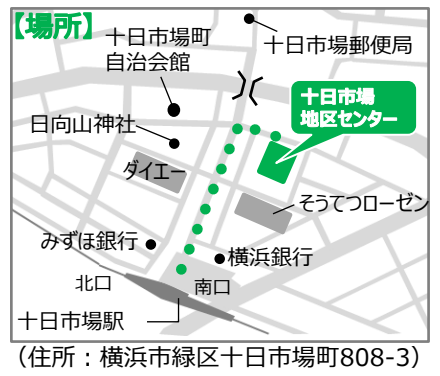 【場所】
十日市場町
自治会館
十日市場郵便局
十日市場
地区センター
日向山神社
ダイエー
そうてつローゼン
みずほ銀行
横浜銀行
北口
南口
十日市場駅
（住所：横浜市緑区十日市場町808-3）